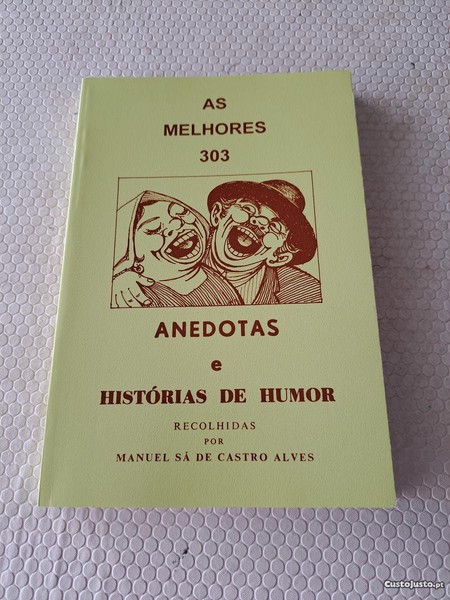 AS
MELHORES
303
ANEDOTAS
e
HISTÓRIAS DE HUMOR
RECOLHIDAS
POR
MANUEL SÁ DE CASTRO ALVES
CustoJusto.pt